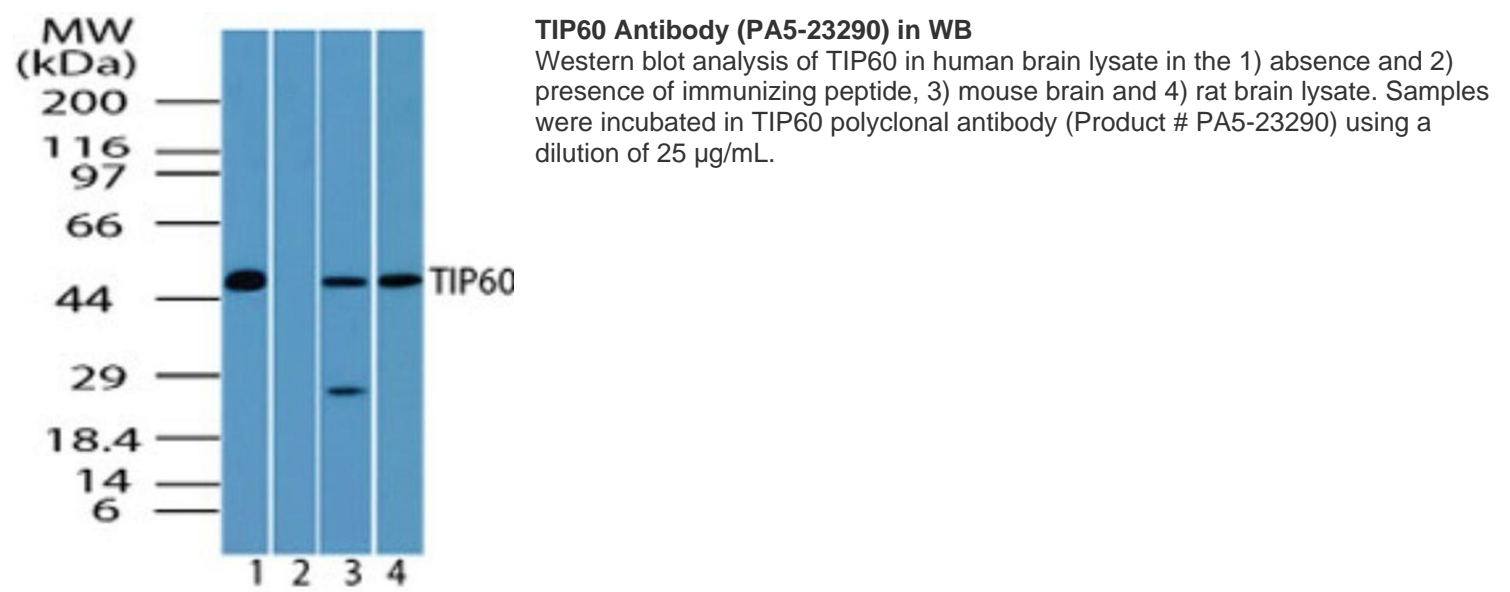 MW
(kDa)
200
116
97
66
44
29
18.4
14
6
TIP60
1 2 3 4
TIP60 Antibody (PA5-23290) in WB
Western blot analysis of TIP60 in human brain lysate in the 1) absence and 2)
presence of immunizing peptide, 3) mouse brain and 4) rat brain lysate. Samples
were incubated in TIP60 polyclonal antibody (Product # PA5-23290) using a
dilution of 25 µg/mL.